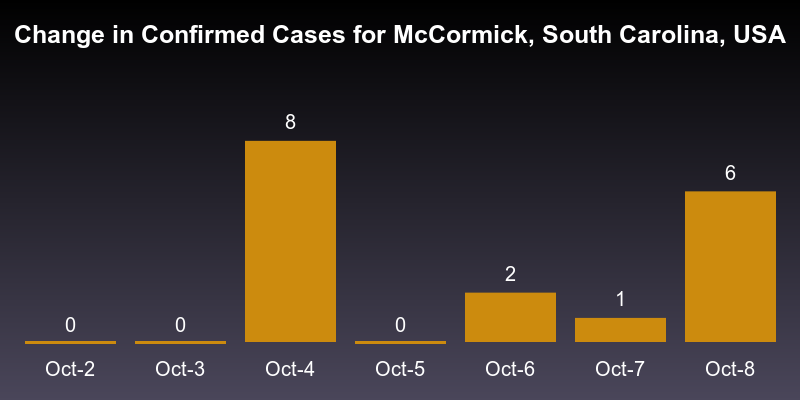 Change in Confirmed Cases for McCormick, South Carolina, USA
8
6
2
1
0 0 0
Oct-2 Oct-3 Oct-4 Oct-5 Oct-6 Oct-7 Oct-8